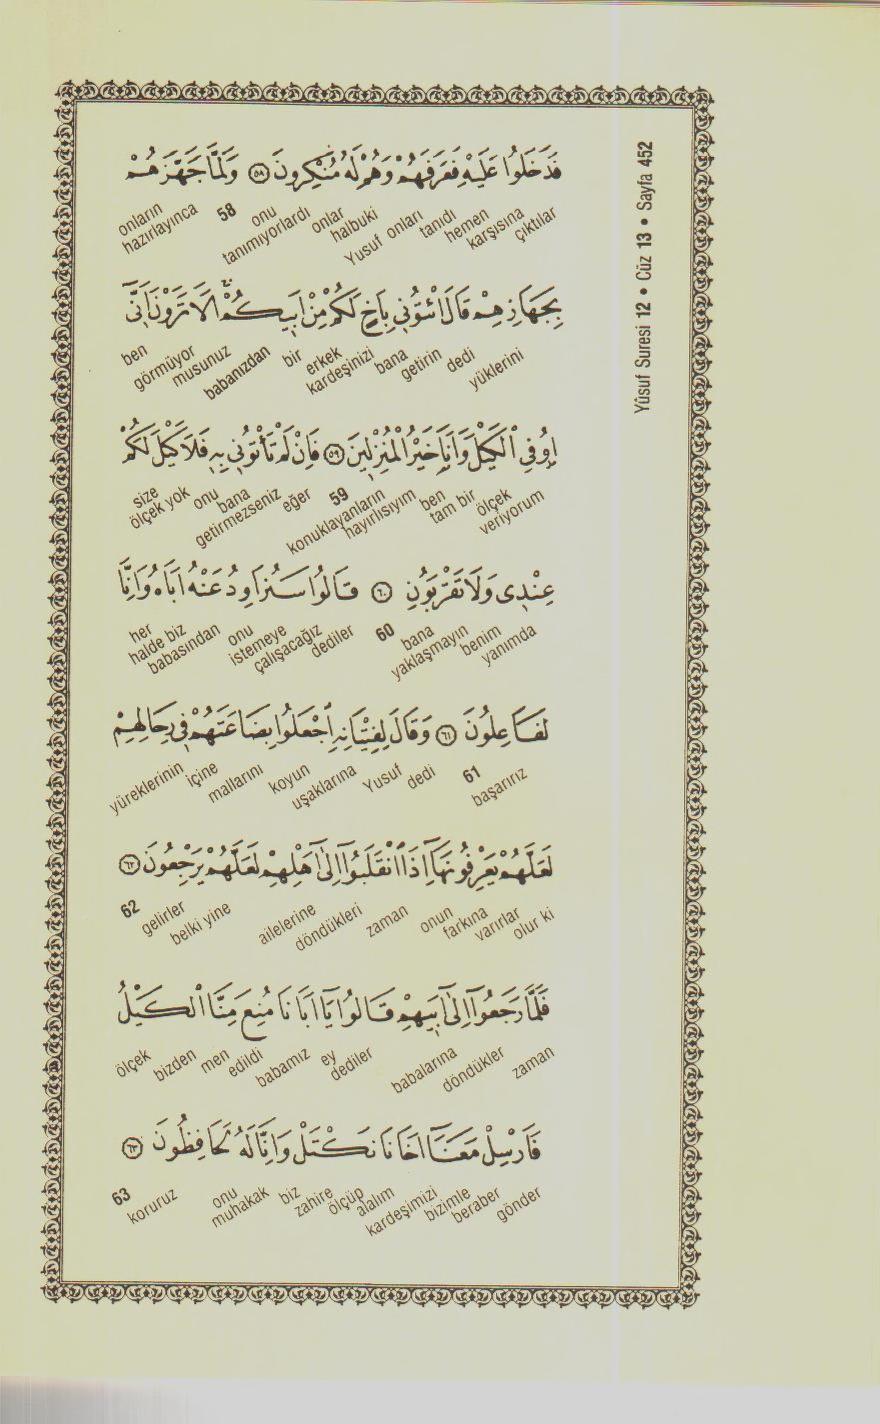 Yûsuf Suresi 12 • Cüz 13 • Sayfa 452
فَدَخَلُوا عَلَيْهِ فَعَرَفَهُمْ وَهُمْ لَهُ مُنْكِرُونَ ﴿٥٨﴾ وَلَمَّا جَهَّزَهُمْ
çıktılar karşısına hemen tanıdı Yusuf onları halbuki onlar tanımıyorlardı onu 58 hazırlayınca onların
بِجَهَازِهِمْ قَالَ ائْتُونِي بِأَخٍ لَكُمْ مِنْ أَبِيكُمْ أَلَا تَرَوْنَ أَنِّي
yüklerini dedi getirin bana kardeşinizi erkek bir babanızdan musunuz görmüyor ben
أُوفِي الْكَيْلَ وَأَنَا خَيْرُ الْمُنْزِلِينَ ﴿٥٩﴾ فَإِنْ لَمْ تَأْتُونِي بِهِ فَلَا كَيْلَ لَكُمْ
veriyorum ölçek tam bir ben hayırlısıyım konuklayanların 59 eğer getirmezseniz bana onu ölçek yok size
عِنْدِي وَلَا تَقْرَبُونِ ﴿٦٠﴾ قَالُوا سَنُرَاوِدُ عَنْهُ أَبَاهُ وَإِنَّا
yanımda benim yaklaşmayın bana 60 dediler çalışacağız istemeye onu babasından halde biz her
لَفَاعِلُونَ ﴿٦١﴾ وَقَالَ لِفِتْيَانِهِ اجْعَلُوا بِضَاعَتَهُمْ فِي رِحَالِهِمْ
başarırız 61 dedi Yusuf uşaklarına koyun mallarını içine yüreklerinin
لَعَلَّهُمْ يَعْرِفُونَهَا إِذَا انْقَلَبُوا إِلَى أَهْلِهِمْ لَعَلَّهُمْ يَرْجِعُونَ ﴿٦٢﴾
olur ki varırlar farkına onun zaman döndükleri ailelerine belki yine gelirler 62
فَلَمَّا رَجَعُوا إِلَى أَبِيهِمْ قَالُوا يَا أَبَانَا مُنِعَ مِنَّا الْكَيْلُ
zaman döndükler babalarına dediler ey babamız edildi men bizden ölçek
فَأَرْسِلْ مَعَنَا أَخَانَا نَكْتَلْ وَإِنَّا لَهُ لَحَافِظُونَ ﴿٦٣﴾
gönder beraber bizimle kardeşimizi alalım ölçüp zahire biz muhakak onu koruruz 63